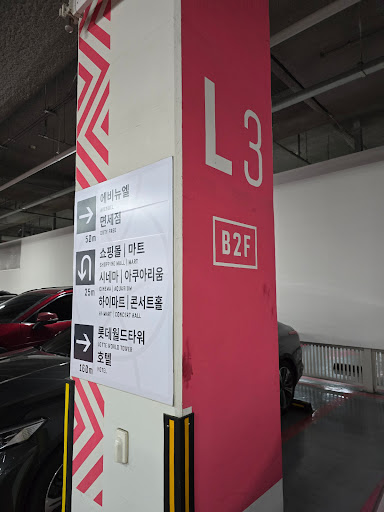 에비뉴엘
면세점
DUTY FREE
50m
쇼핑몰 | 마트
SHOPPING MALL | MART
시네마 | 아쿠아리움
CINEMA | AQUARIUM
25m
하이마트 | 콘서트홀
HI-MART | CONCERT HALL
롯데월드타워
LOTTE WORLD TOWER
호텔
HOTEL
160m
L3
B2F